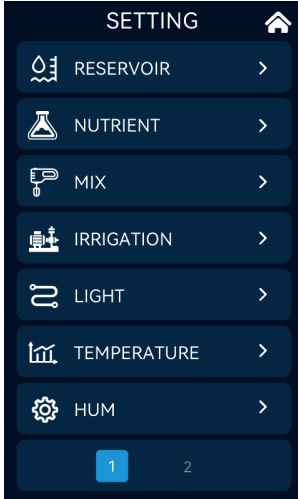 SETTING
RESERVOIR
NUTRIENT
MIX
IRRIGATION
LIGHT
TEMPERATURE
HUM
1 2